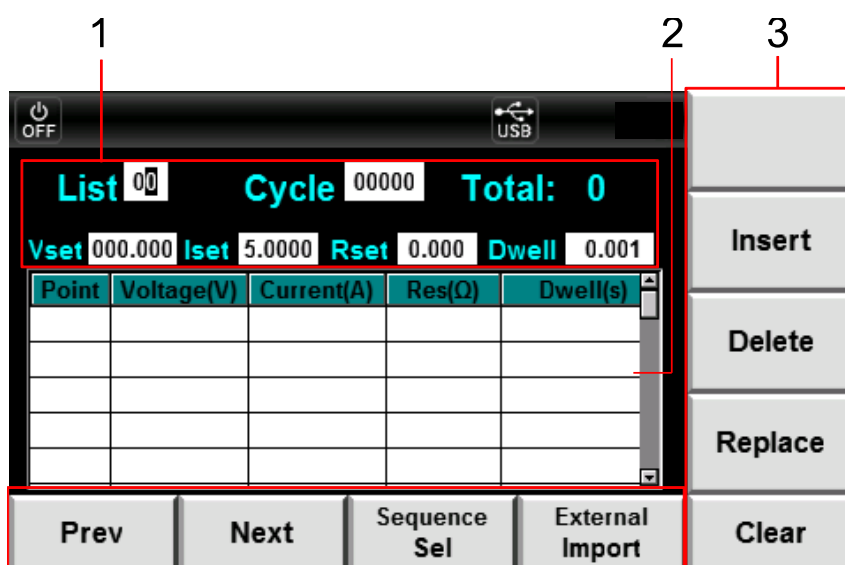 1 2 3
OFF USB
List 00 Cycle 00000 Total: 0
Vset 000.000 Iset 5.0000 Rset 0.000 Dwell 0.001
Point Voltage(V) Current(A) Res(Ω) Dwell(s)
Insert
Delete
Replace
Prev Next Sequence Sel External Import Clear